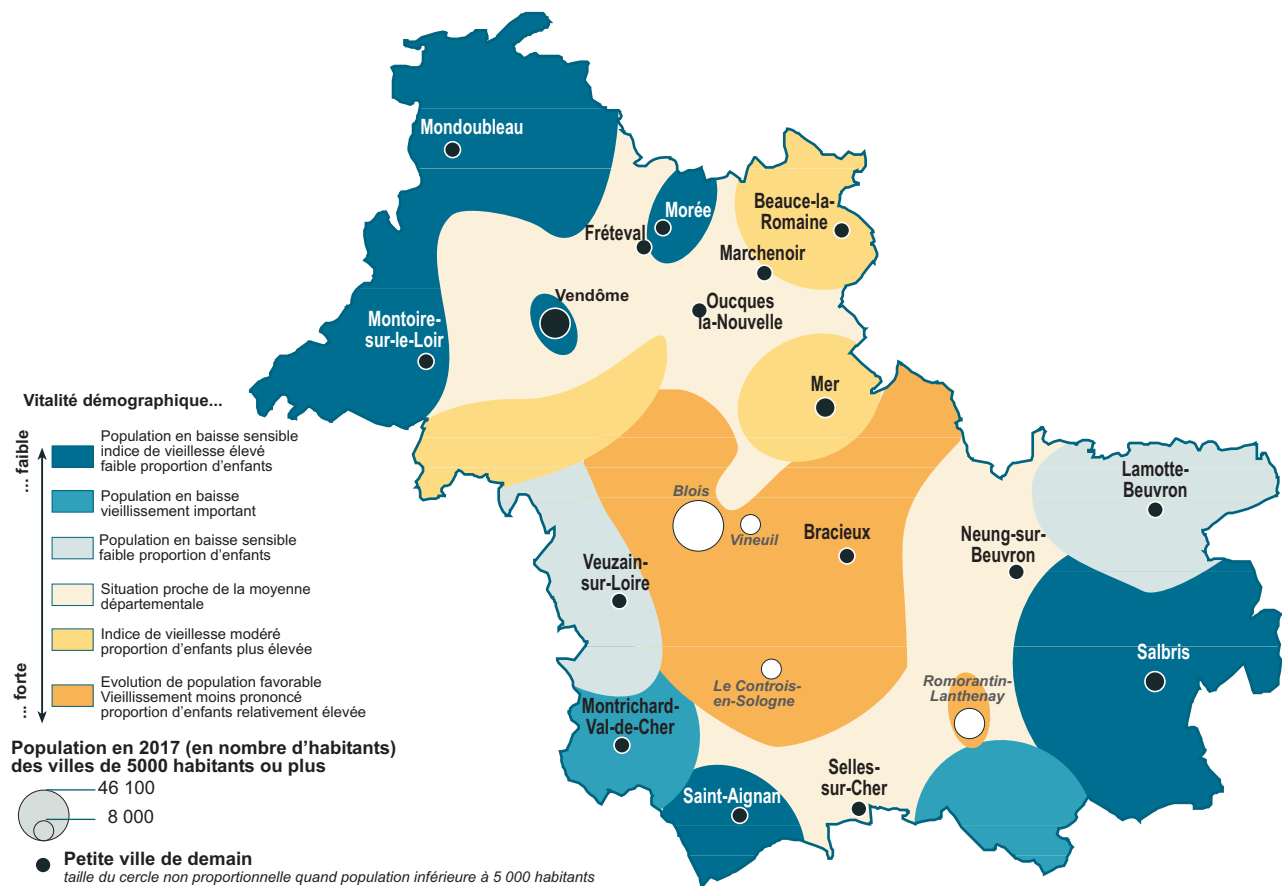 Mondoubleau
Morée
Beauce-la-
Romaine
Fréteval
Marchenoir
Vendôme
Oucques
la-Nouvelle
Montoire-
sur-le-Loir
Mer
Blois
Vineuil
Bracieux
Lamotte-
Beuvron
Neung-sur-
Beuvron
Veuzain-
sur-Loire
Salbris
Le Controis-
en-Sologne
Romorantin-
Lanthenay
Montrichard-
Val-de-Cher
Selles-
sur-Cher
Saint-Aignan
Vitalité démographique...
... faible
Population en baisse sensible
indice de vieillesse élevé
faible proportion d'enfants
Population en baisse
vieillissement important
Population en baisse sensible
faible proportion d'enfants
Situation proche de la moyenne
départementale
Indice de vieillesse modéré
proportion d'enfants plus élevée
Evolution de population favorable
Vieillissement moins prononcé
proportion d'enfants relativement élevée
... forte
Population en 2017 (en nombre d'habitants)
des villes de 5000 habitants ou plus
46 100
8 000
Petite ville de demain
taille du cercle non proportionnelle quand population inférieure à 5 000 habitants